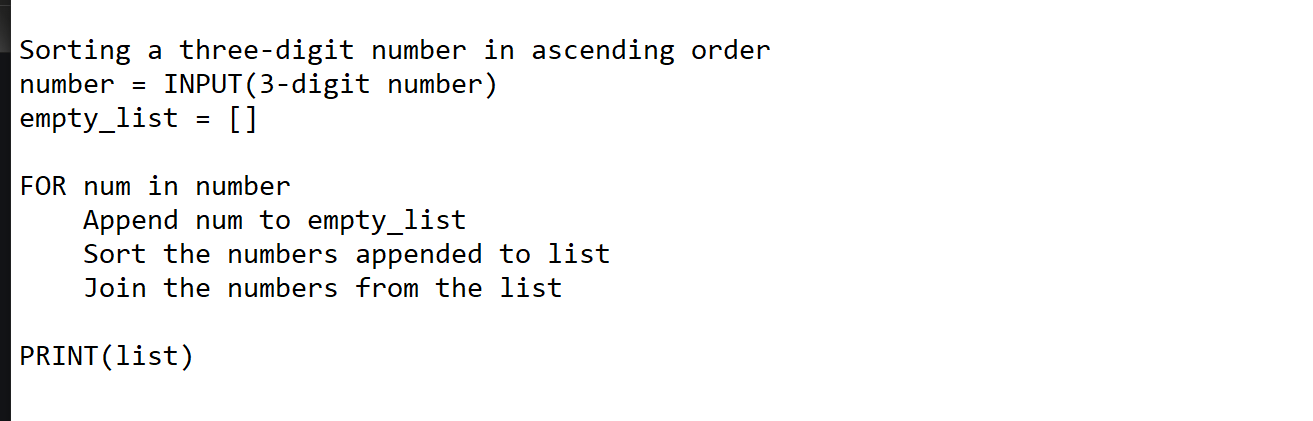 Sorting a three-digit number in ascending order
number = INPUT(3-digit number)
empty_list = []
FOR num in number
    Append num to empty_list
    Sort the numbers appended to list
    Join the numbers from the list
PRINT(list)